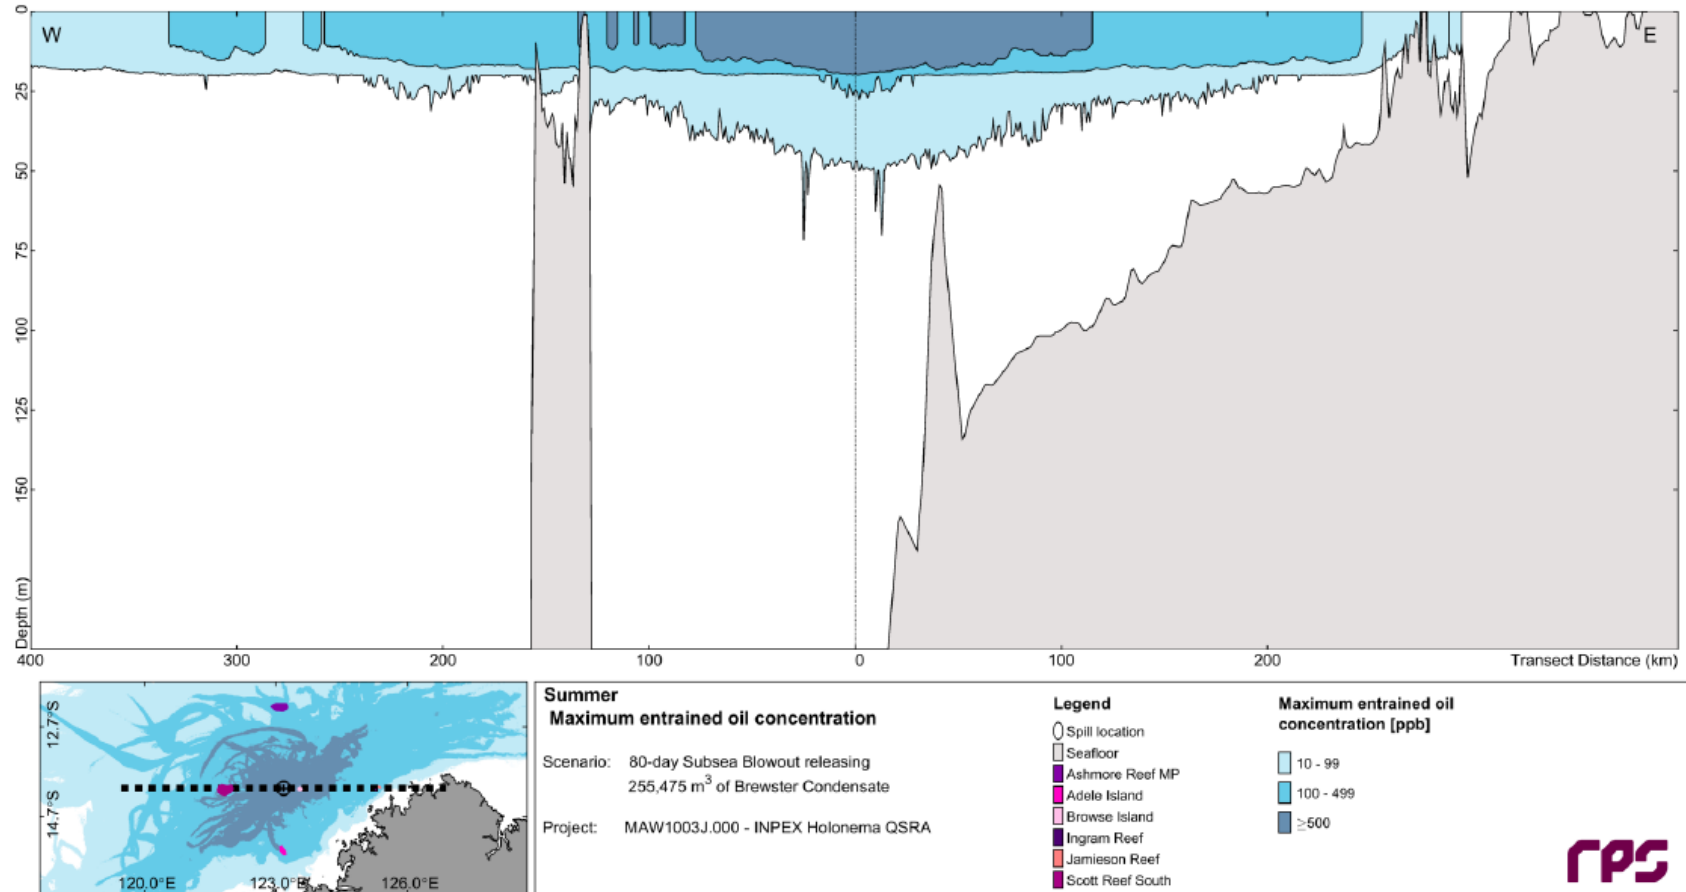 0
W
E
25
50
75
100
125
150
Depth (m)
400
300
200
100
0
100
200
Transect Distance (km)
12.7°S
14.7°S
120.0°E
123.0°E
126.0°E
Summer
Maximum entrained oil concentration
Scenario: 80-day Subsea Blowout releasing
255,475 m³ of Brewster Condensate
Project: MAW1003J.000 - INPEX Holonema QSRA
Legend
Spill location
Seafloor
Ashmore Reef MP
Adele Island
Browse Island
Ingram Reef
Jamieson Reef
Scott Reef South
Maximum entrained oil
concentration [ppb]
10 - 99
100 - 499
≥500
rps